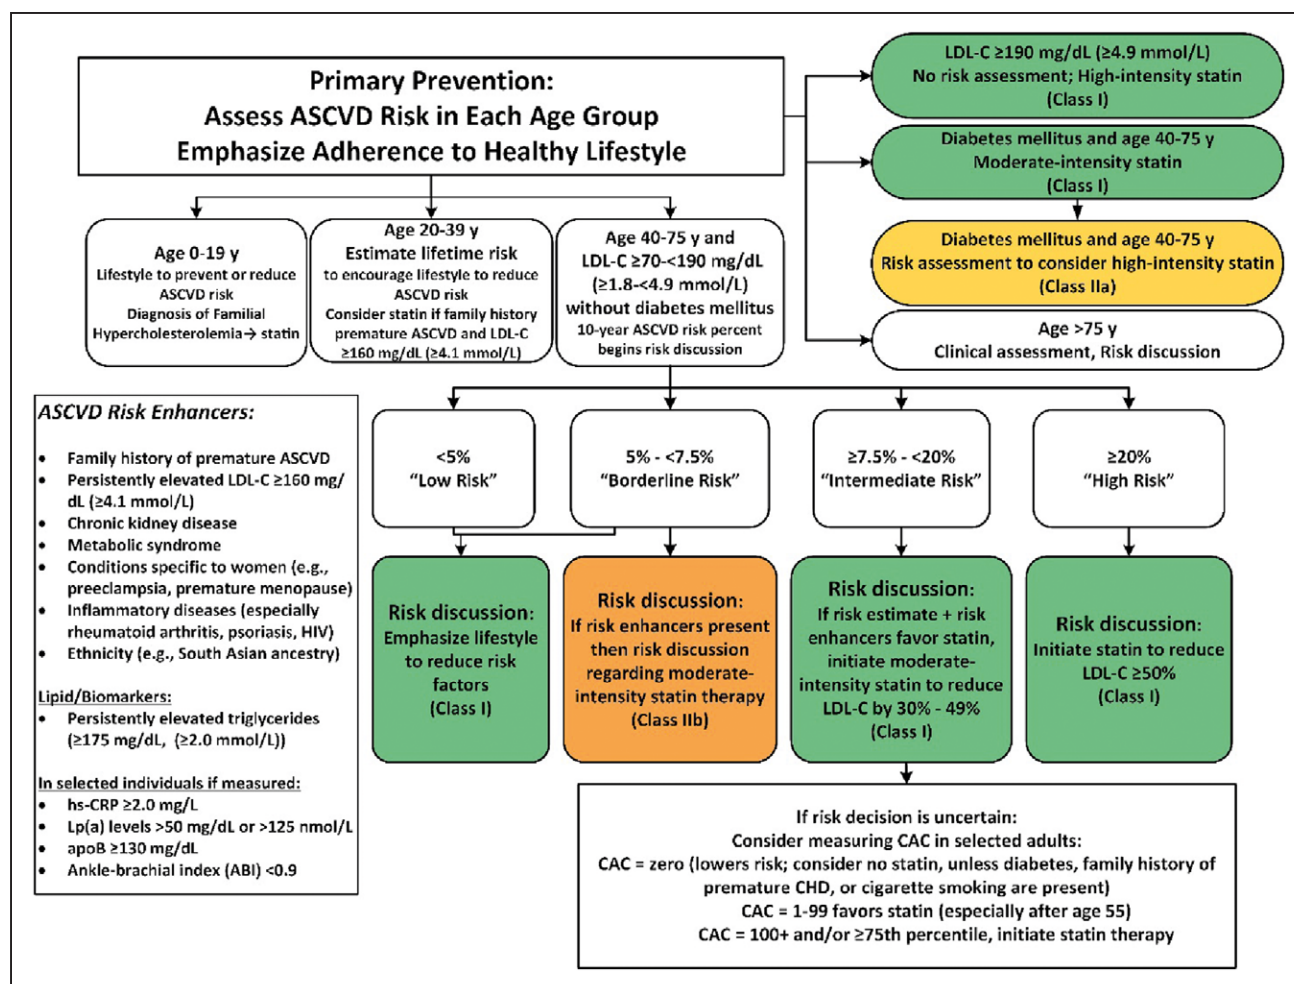 Primary Prevention:
Assess ASCVD Risk in Each Age Group
Emphasize Adherence to Healthy Lifestyle
LDL-C ≥190 mg/dL (≥4.9 mmol/L)
No risk assessment; High-intensity statin
(Class I)
Diabetes mellitus and age 40-75 y
Moderate-intensity statin
(Class I)
Diabetes mellitus and age 40-75 y
Risk assessment to consider high-intensity statin
(Class IIa)
Age >75 y
Clinical assessment, Risk discussion
Age 0-19 y
Lifestyle to prevent or reduce
ASCVD risk
Diagnosis of Familial
Hypercholesterolemia→ statin
Age 20-39 y
Estimate lifetime risk
to encourage lifestyle to reduce
ASCVD risk
Consider statin if family history
premature ASCVD and LDL-C
≥160 mg/dL (≥4.1 mmol/L)
Age 40-75 y and
LDL-C ≥70-<190 mg/dL
(≥1.8-<4.9 mmol/L)
without diabetes mellitus
10-year ASCVD risk percent
begins risk discussion
ASCVD Risk Enhancers:
• Family history of premature ASCVD
• Persistently elevated LDL-C ≥160 mg/
dL (≥4.1 mmol/L)
• Chronic kidney disease
• Metabolic syndrome
• Conditions specific to women (e.g.,
preeclampsia, premature menopause)
• Inflammatory diseases (especially
rheumatoid arthritis, psoriasis, HIV)
• Ethnicity (e.g., South Asian ancestry)
Lipid/Biomarkers:
• Persistently elevated triglycerides
(≥175 mg/dL, (≥2.0 mmol/L))
In selected individuals if measured:
• hs-CRP ≥2.0 mg/L
• Lp(a) levels >50 mg/dL or >125 nmol/L
• apoB ≥130 mg/dL
• Ankle-brachial index (ABI) <0.9
<5%
“Low Risk”
5% - <7.5%
“Borderline Risk”
≥7.5% - <20%
“Intermediate Risk”
≥20%
“High Risk”
Risk discussion:
Emphasize lifestyle
to reduce risk
factors
(Class I)
Risk discussion:
If risk enhancers present
then risk discussion
regarding moderate-
intensity statin therapy
(Class IIb)
Risk discussion:
If risk estimate + risk
enhancers favor statin,
initiate moderate-
intensity statin to reduce
LDL-C by 30% - 49%
(Class I)
Risk discussion:
Initiate statin to reduce
LDL-C ≥50%
(Class I)
If risk decision is uncertain:
Consider measuring CAC in selected adults:
CAC = zero (lowers risk; consider no statin, unless diabetes, family history of
premature CHD, or cigarette smoking are present)
CAC = 1-99 favors statin (especially after age 55)
CAC = 100+ and/or ≥75th percentile, initiate statin therapy